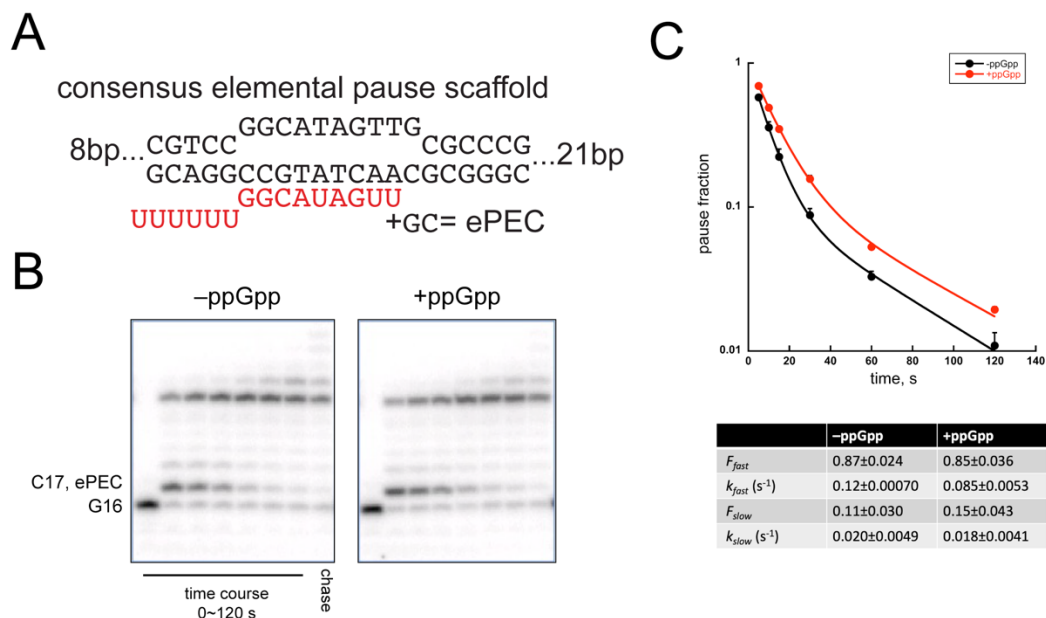 A
consensus elemental pause scaffold
GGCATAGTTG
8bp...CGTCC CGCCCG...21bp
GCAGGCCGTATCAACGCGGGC
GGCAUAGUU
UUUUUU
+GC= ePEC
B
–ppGpp
+ppGpp
C17, ePEC
G16
time course
0~120 s
chase
C
-ppGpp
+ppGpp
1
0.1
0.01
pause fraction
0 20 40 60 80 100 120 140
time, s
–ppGpp +ppGpp
Ffast 0.87±0.024 0.85±0.036
kfast (s-1) 0.12±0.00070 0.085±0.0053
Fslow 0.11±0.030 0.15±0.043
kslow (s-1) 0.020±0.0049 0.018±0.0041